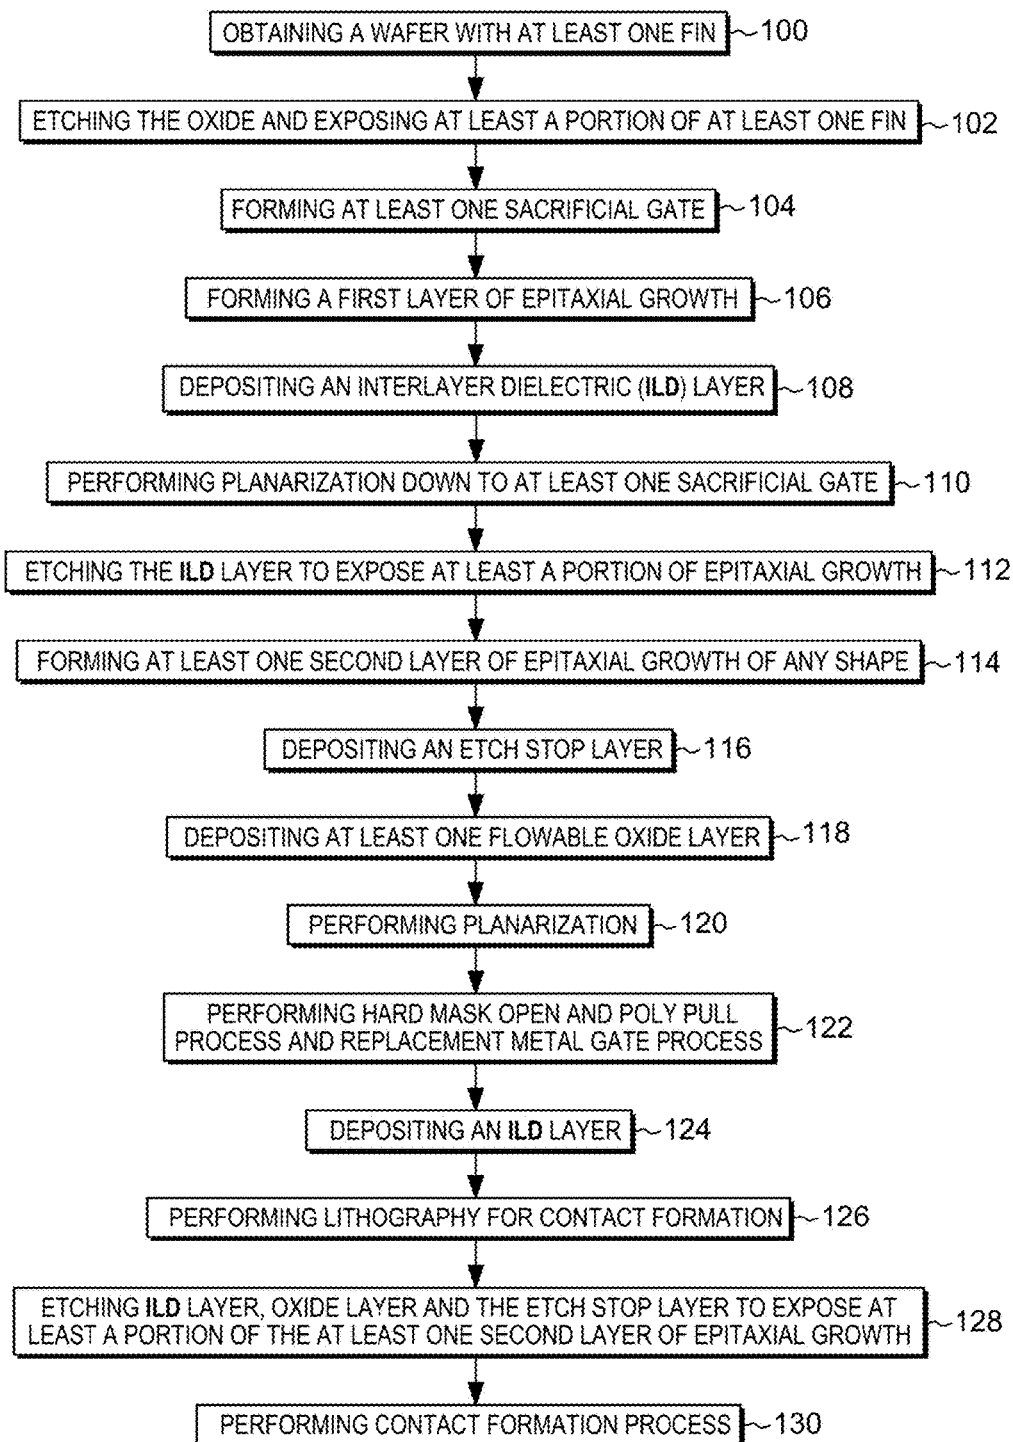 OBTAINING A WAFER WITH AT LEAST ONE FIN 100
ETCHING THE OXIDE AND EXPOSING AT LEAST A PORTION OF AT LEAST ONE FIN 102
FORMING AT LEAST ONE SACRIFICIAL GATE 104
FORMING A FIRST LAYER OF EPITAXIAL GROWTH 106
DEPOSITING AN INTERLAYER DIELECTRIC (ILD) LAYER 108
PERFORMING PLANARIZATION DOWN TO AT LEAST ONE SACRIFICIAL GATE 110
ETCHING THE ILD LAYER TO EXPOSE AT LEAST A PORTION OF EPITAXIAL GROWTH 112
FORMING AT LEAST ONE SECOND LAYER OF EPITAXIAL GROWTH OF ANY SHAPE 114
DEPOSITING AN ETCH STOP LAYER 116
DEPOSITING AT LEAST ONE FLOWABLE OXIDE LAYER 118
PERFORMING PLANARIZATION 120
PERFORMING HARD MASK OPEN AND POLY PULL
PROCESS AND REPLACEMENT METAL GATE PROCESS 122
DEPOSITING AN ILD LAYER 124
PERFORMING LITHOGRAPHY FOR CONTACT FORMATION 126
ETCHING ILD LAYER, OXIDE LAYER AND THE ETCH STOP LAYER TO EXPOSE AT
LEAST A PORTION OF THE AT LEAST ONE SECOND LAYER OF EPITAXIAL GROWTH 128
PERFORMING CONTACT FORMATION PROCESS 130